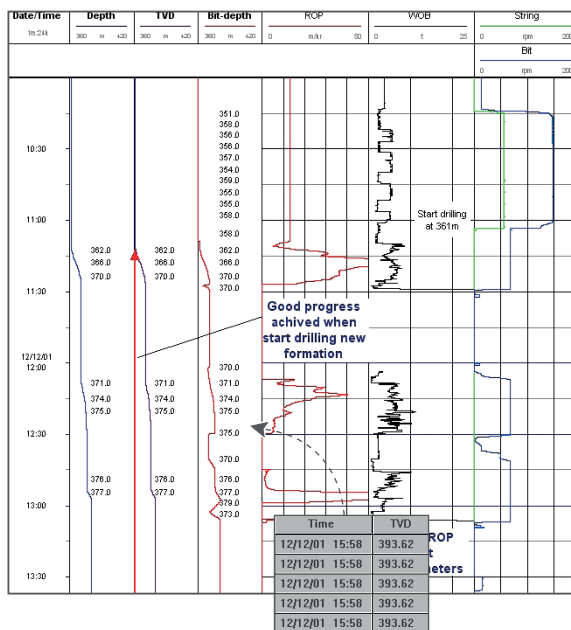 Date/Time Depth TVD Bit-depth ROP WOB String
360 m 420 360 m 420 360 m 420 0 m/hr 50 0 t 25 0 rpm 200
Bit
0 rpm 200
351.0
358.0
356.0
10:30 356.0
357.0
354.0
359.0
355.0
355.0
11:00 358.0
Start drilling
at 361m
358.0
362.0 362.0 362.0
366.0 366.0 366.0
370.0 370.0 370.0
11:30 370.0
Good progress
achived when
start drilling new
formation
12/12/01
12:00 370.0
371.0 371.0 371.0
374.0 374.0 374.0
375.0 375.0 375.0
12:30 375.0
370.0
376.0 376.0 376.0
377.0 377.0 377.0
13:00 379.0
373.0
Time TVD
ROP
12/12/01 15:58 393.62
meters
12/12/01 15:58 393.62
13:30 12/12/01 15:58 393.62
12/12/01 15:58 393.62
12/12/01 15:58 393.62